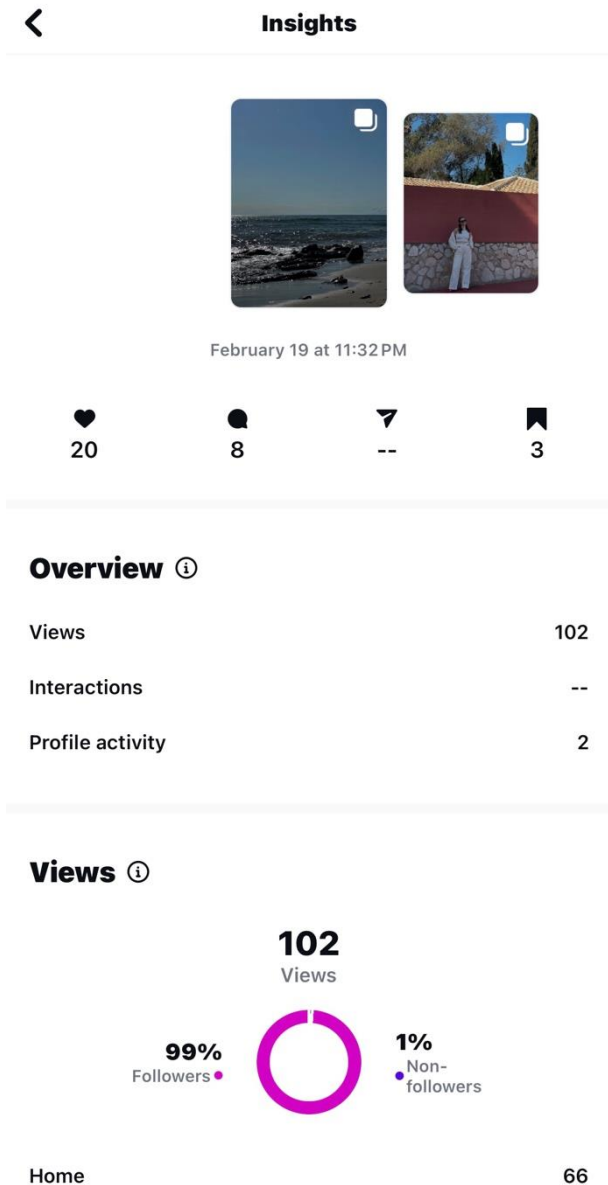 Insights
February 19 at 11:32 PM
20 8 -- 3
Overview
Views 102
Interactions --
Profile activity 2
Views
102
Views
99%
Followers
1%
Non-
followers
Home 66